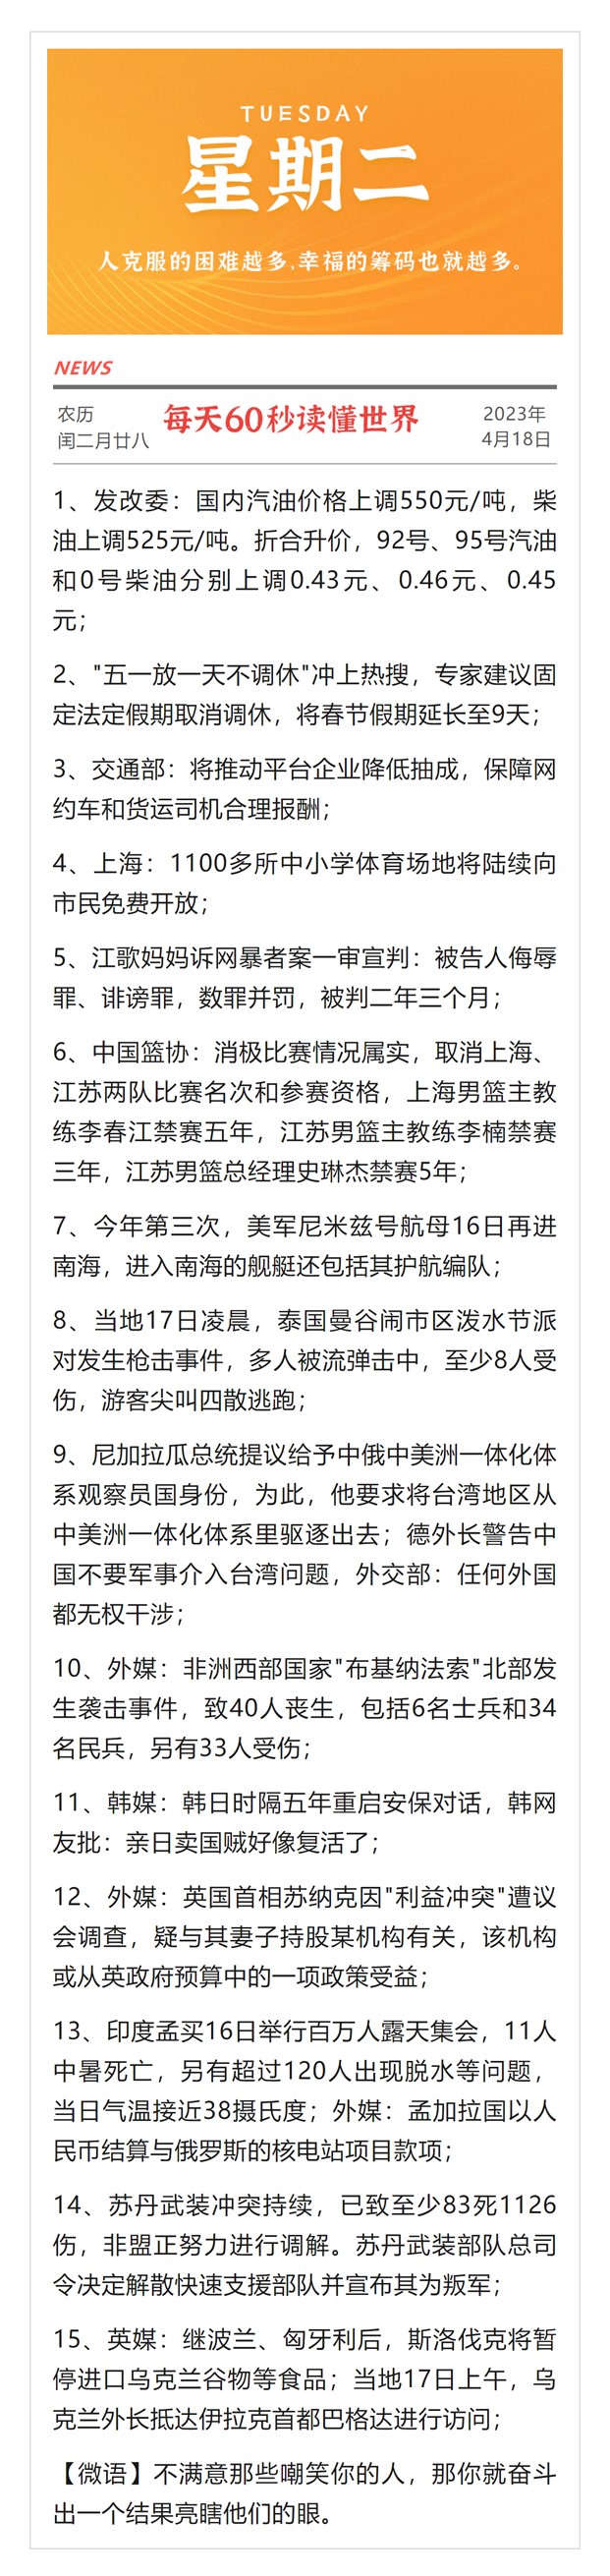 TUESDAY
星期二
人克服的困难越多,幸福的筹码也就越多。
NEWS
农历
闰二月廿八
每天60秒读懂世界
2023年
4月18日
1、发改委：国内汽油价格上调550元/吨，柴
油上调525元/吨。折合升价，92号、95号汽油
和0号柴油分别上调0.43元、0.46元、0.45
元；
2、"五一放一天不调休"冲上热搜，专家建议固
定法定假期取消调休，将春节假期延长至9天；
3、交通部：将推动平台企业降低抽成，保障网
约车和货运司机合理报酬；
4、上海：1100多所中小学体育场地将陆续向
市民免费开放；
5、江歌妈妈诉网暴者案一审宣判：被告人侮辱
罪、诽谤罪，数罪并罚，被判二年三个月；
6、中国篮协：消极比赛情况属实，取消上海、
江苏两队比赛名次和参赛资格，上海男篮主教
练李春江禁赛五年，江苏男篮主教练李楠禁赛
三年，江苏男篮总经理史琳杰禁赛5年；
7、今年第三次，美军尼米兹号航母16日再进
南海，进入南海的舰艇还包括其护航编队；
8、当地17日凌晨，泰国曼谷闹市区泼水节派
对发生枪击事件，多人被流弹击中，至少8人受
伤，游客尖叫四散逃跑；
9、尼加拉瓜总统提议给予中俄中美洲一体化体
系观察员国身份，为此，他要求将台湾地区从
中美洲一体化体系里驱逐出去；德外长警告中
国不要军事介入台湾问题，外交部：任何外国
都无权干涉；
10、外媒：非洲西部国家"布基纳法索"北部发
生袭击事件，致40人丧生，包括6名士兵和34
名民兵，另有33人受伤；
11、韩媒：韩日时隔五年重启安保对话，韩网
友批：亲日卖国贼好像复活了；
12、外媒：英国首相苏纳克因"利益冲突"遭议
会调查，疑与其妻子持股某机构有关，该机构
或从英政府预算中的一项政策受益；
13、印度孟买16日举行百万人露天集会，11人
中暑死亡，另有超过120人出现脱水等问题，
当日气温接近38摄氏度；外媒：孟加拉国以人
民币结算与俄罗斯的核电站项目款项；
14、苏丹武装冲突持续，已致至少83死1126
伤，非盟正努力进行调解。苏丹武装部队总司
令决定解散快速支援部队并宣布其为叛军；
15、英媒：继波兰、匈牙利后，斯洛伐克将暂
停进口乌克兰谷物等食品；当地17日上午，乌
克兰外长抵达伊拉克首都巴格达进行访问；
【微语】不满意那些嘲笑你的人，那你就奋斗
出一个结果亮瞎他们的眼。